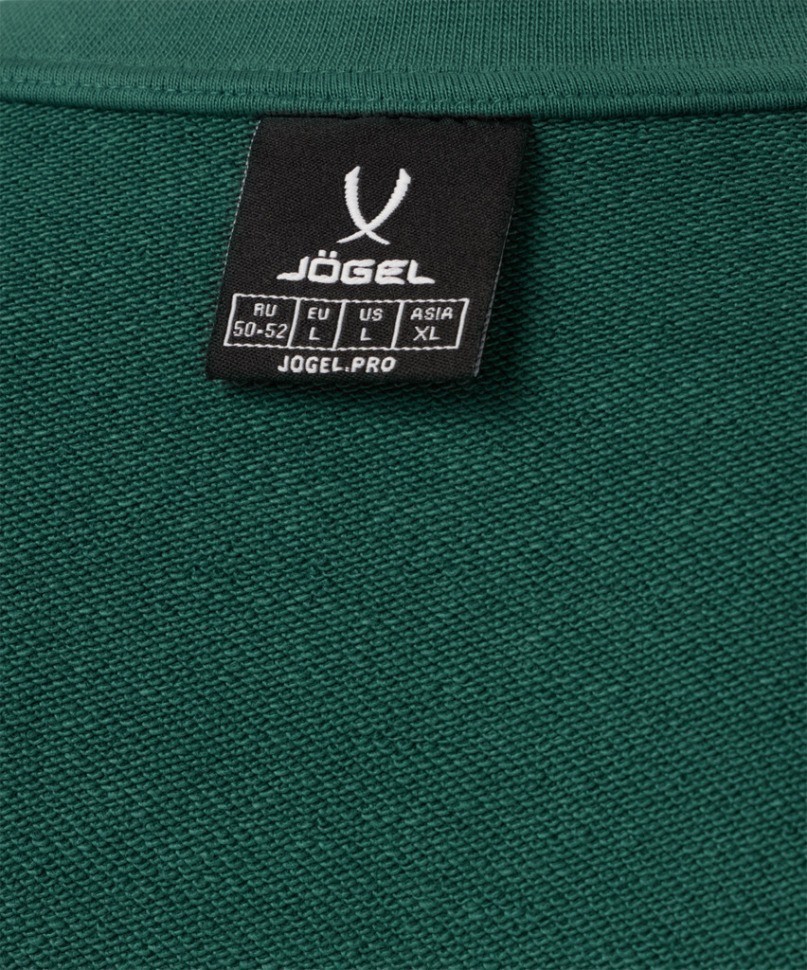 JÖGEL
RU EU US ASIA
50-52 L L XL
JOGEL.PRO